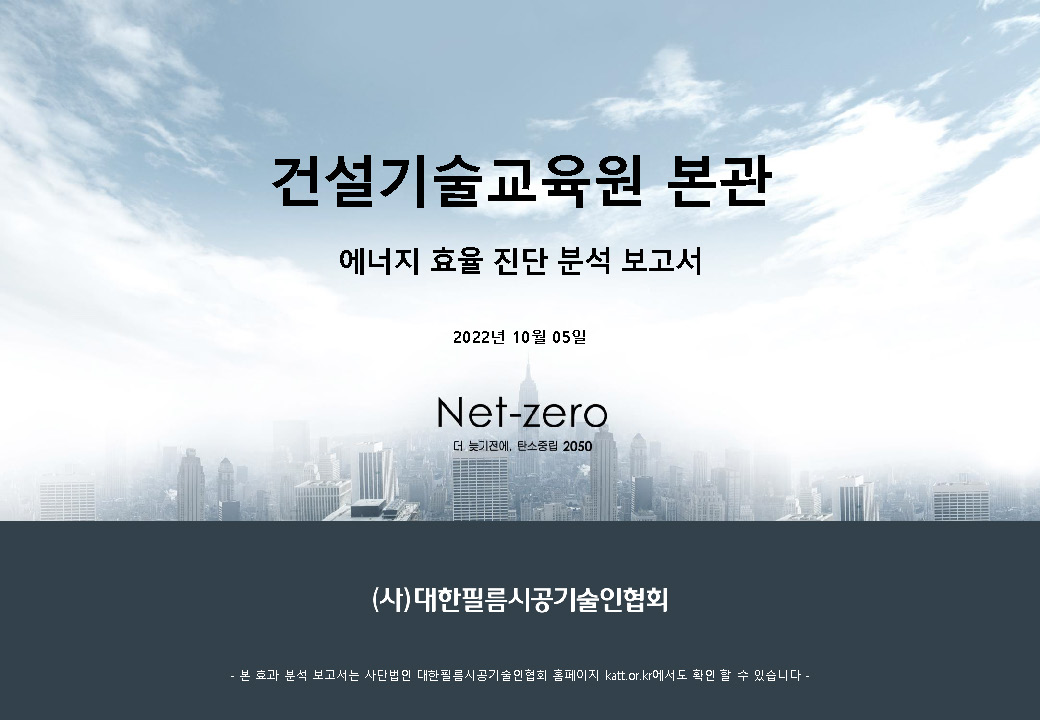 건설기술교육원 본관
에너지 효율 진단 분석 보고서
2022년 10월 05일
Net-zero
더 늦기전에, 탄소중립 2050
(사)대한필름시공기술인협회
- 본 효과 분석 보고서는 사단법인 대한필름시공기술인협회 홈페이지 katt.or.kr에서도 확인 할 수 있습니다 -